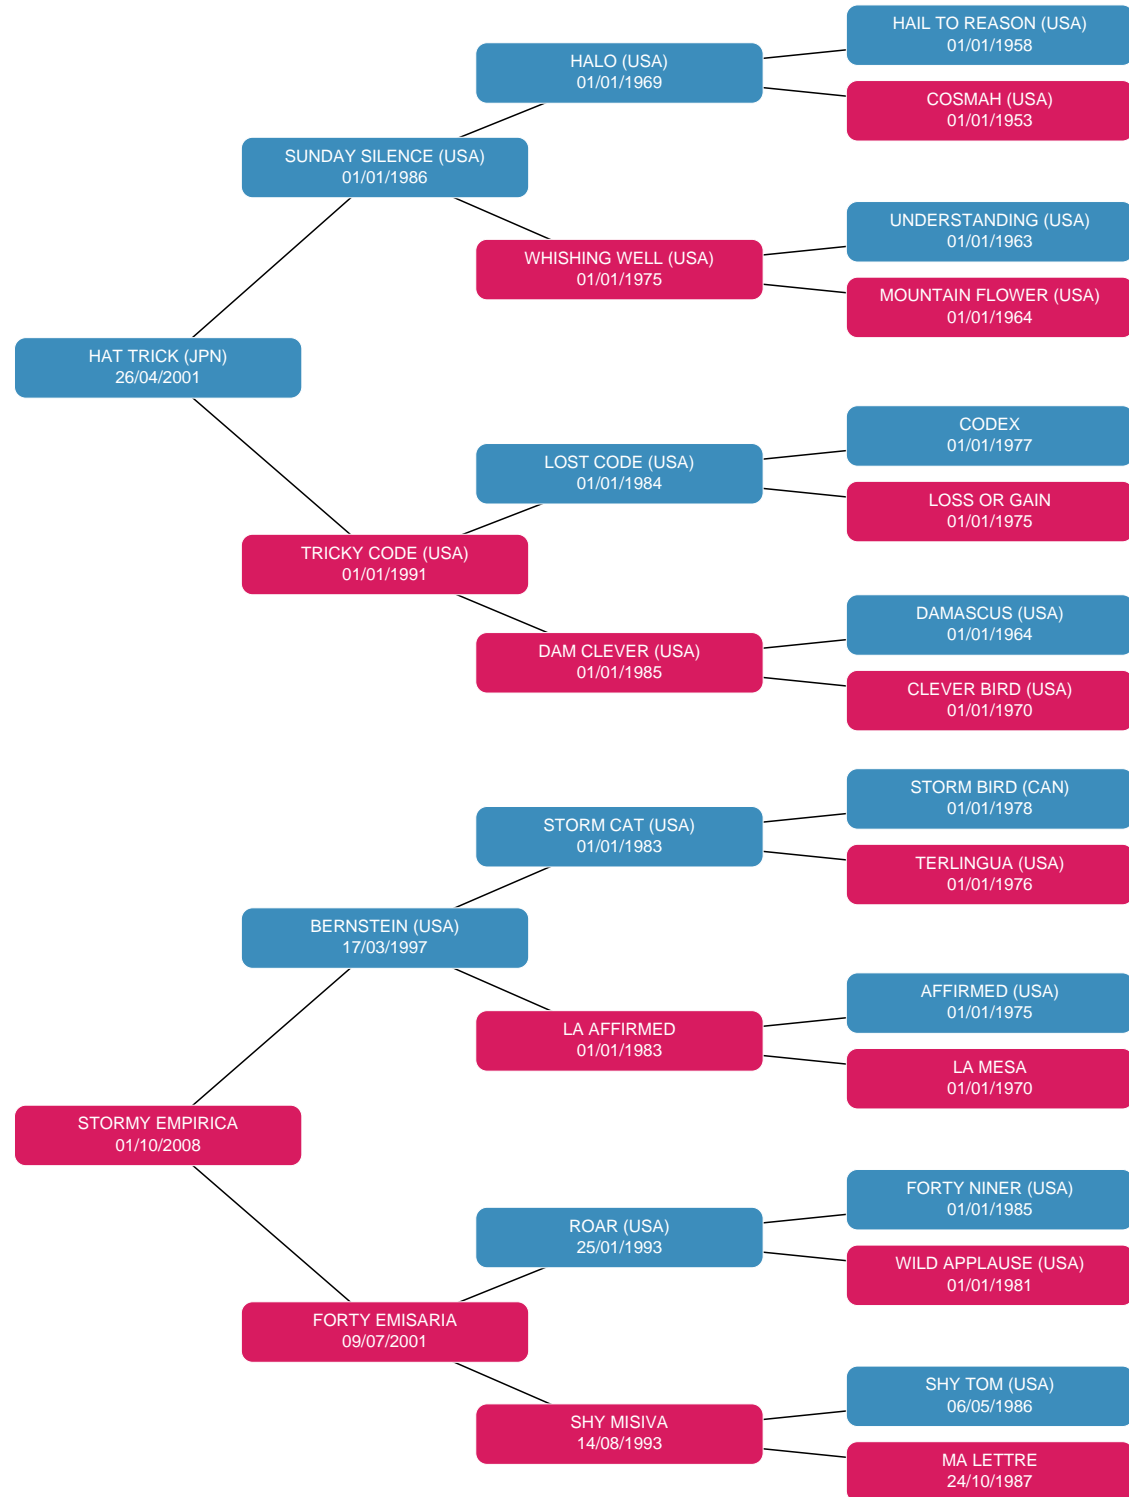 HAIL TO REASON (USA)
01/01/1958
HALO (USA)
01/01/1969
COSMAH (USA)
01/01/1953
SUNDAY SILENCE (USA)
01/01/1986
UNDERSTANDING (USA)
01/01/1963
WHISHING WELL (USA)
01/01/1975
MOUNTAIN FLOWER (USA)
01/01/1964
HAT TRICK (JPN)
26/04/2001
CODEX
01/01/1977
LOST CODE (USA)
01/01/1984
LOSS OR GAIN
01/01/1975
TRICKY CODE (USA)
01/01/1991
DAMASCUS (USA)
01/01/1964
DAM CLEVER (USA)
01/01/1985
CLEVER BIRD (USA)
01/01/1970
STORM BIRD (CAN)
01/01/1978
STORM CAT (USA)
01/01/1983
TERLINGUA (USA)
01/01/1976
BERNSTEIN (USA)
17/03/1997
AFFIRMED (USA)
01/01/1975
LA AFFIRMED
01/01/1983
LA MESA
01/01/1970
STORMY EMPIRICA
01/10/2008
FORTY NINER (USA)
01/01/1985
ROAR (USA)
25/01/1993
WILD APPLAUSE (USA)
01/01/1981
FORTY EMISARIA
09/07/2001
SHY TOM (USA)
06/05/1986
SHY MISIVA
14/08/1993
MA LETTRE
24/10/1987